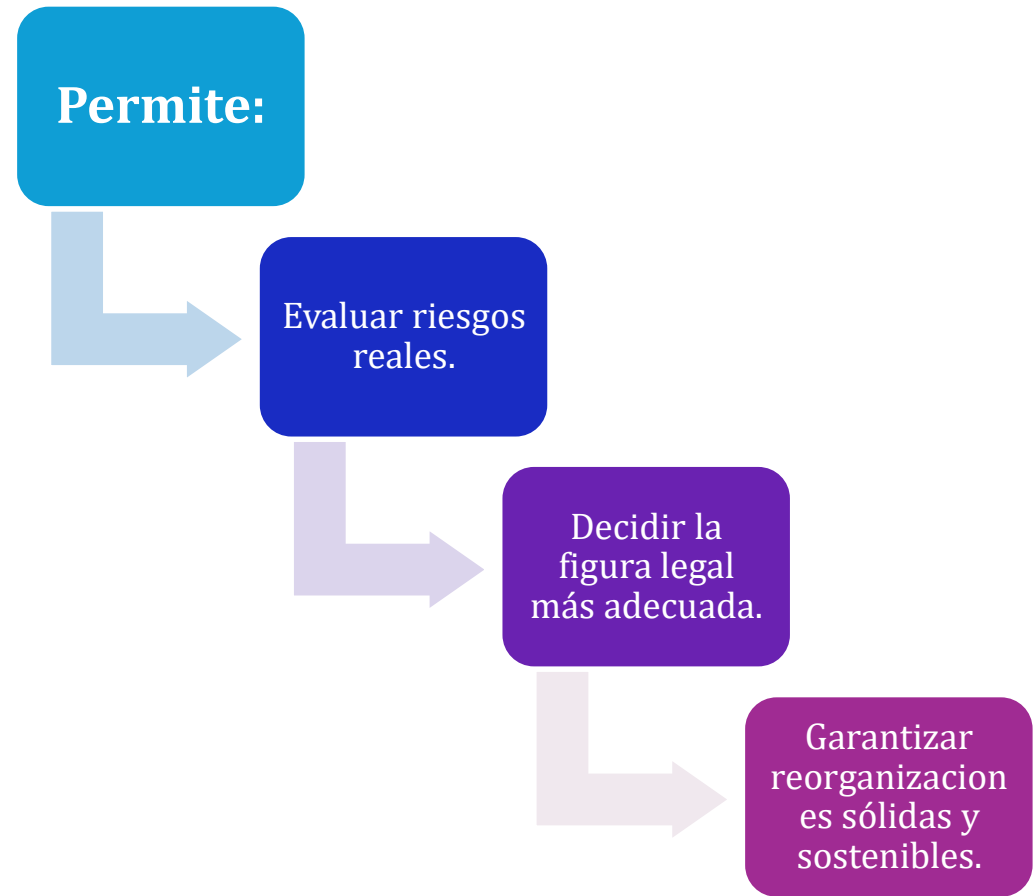 Permite:
Evaluar riesgos
reales.
Decidir la
figura legal
más adecuada.
Garantizar
reorganizacion
es sólidas y
sostenibles.